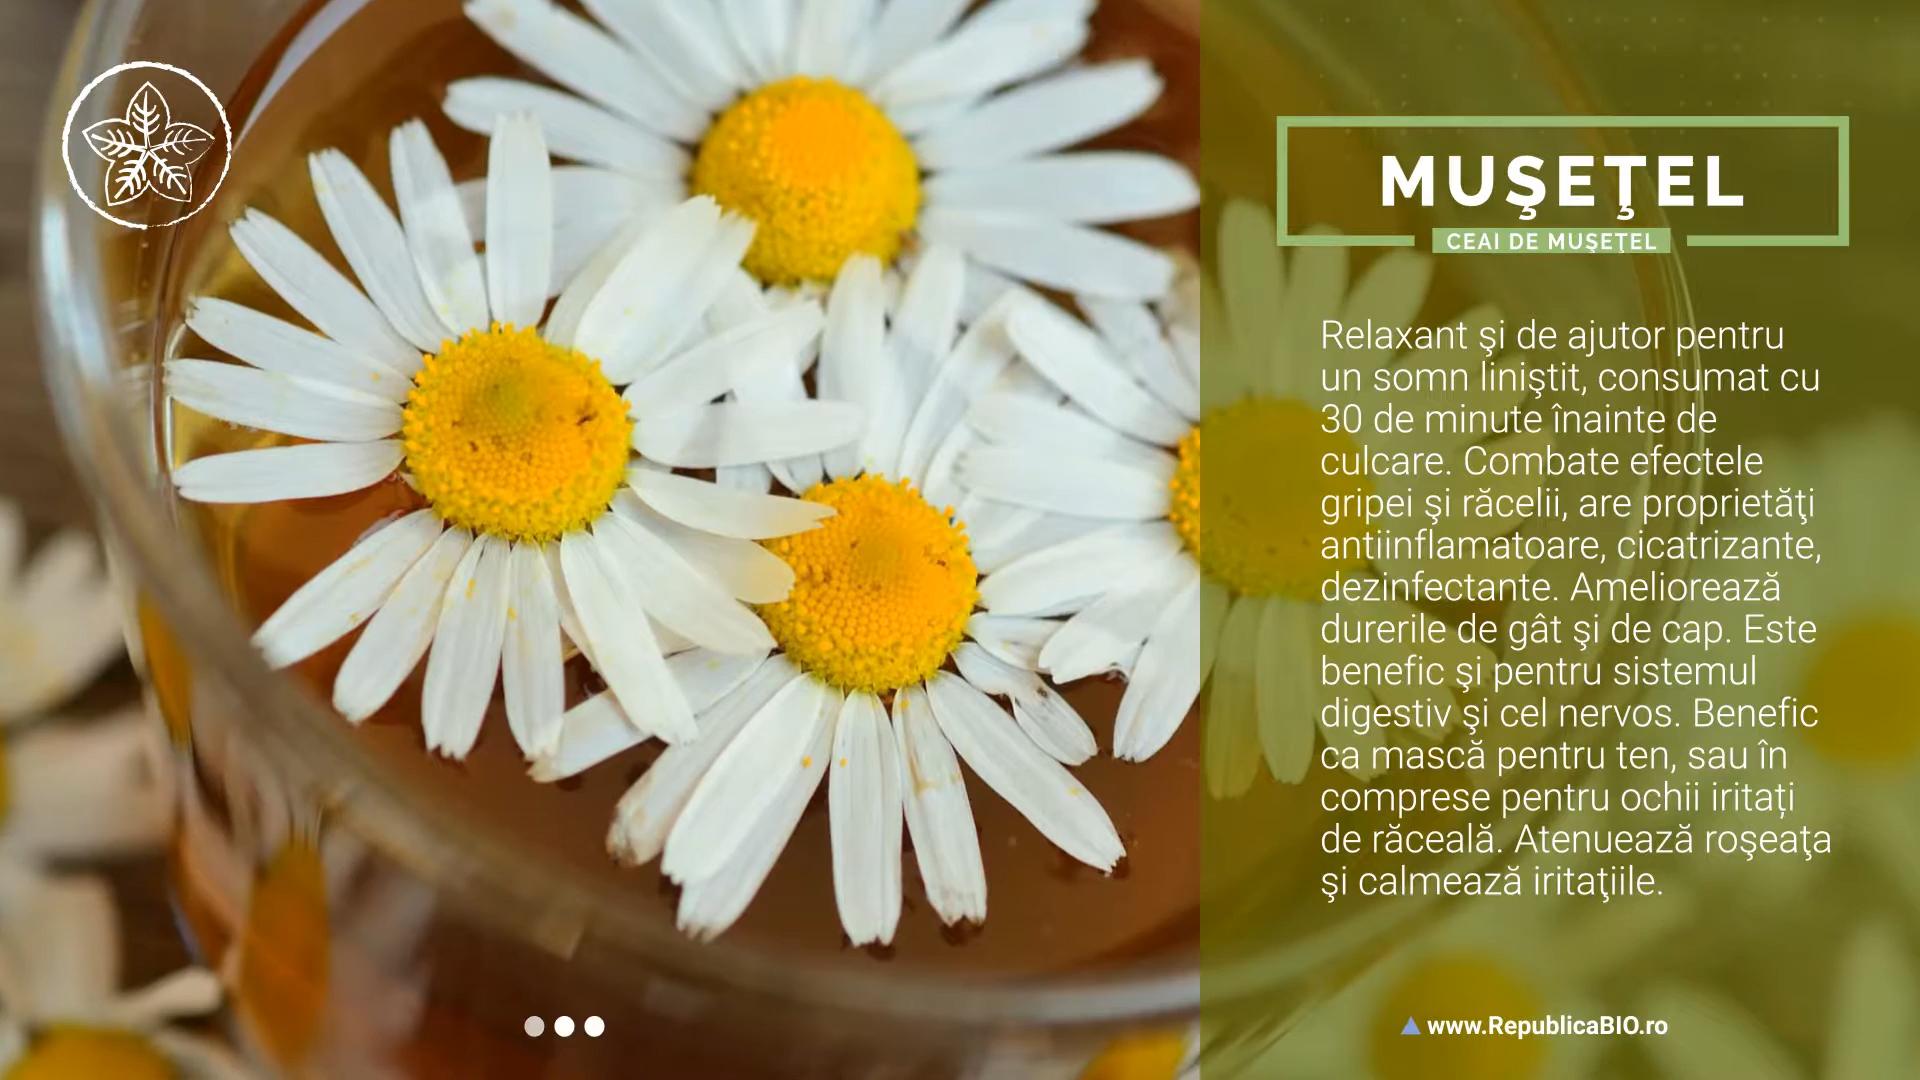 MUŞEŢEL
CEAI DE MUŞEŢEL
Relaxant şi de ajutor pentru
un somn liniştit, consumat cu
30 de minute înainte de
culcare. Combate efectele
gripei şi răcelii, are proprietăţi
antiinflamatoare, cicatrizante,
dezinfectante. Ameliorează
durerile de gât şi de cap. Este
benefic şi pentru sistemul
digestiv şi cel nervos. Benefic
ca mască pentru ten, sau în
comprese pentru ochii iritați
de răceală. Atenuează roşeaţa
şi calmează iritaţiile.
www.RepublicaBIO.ro